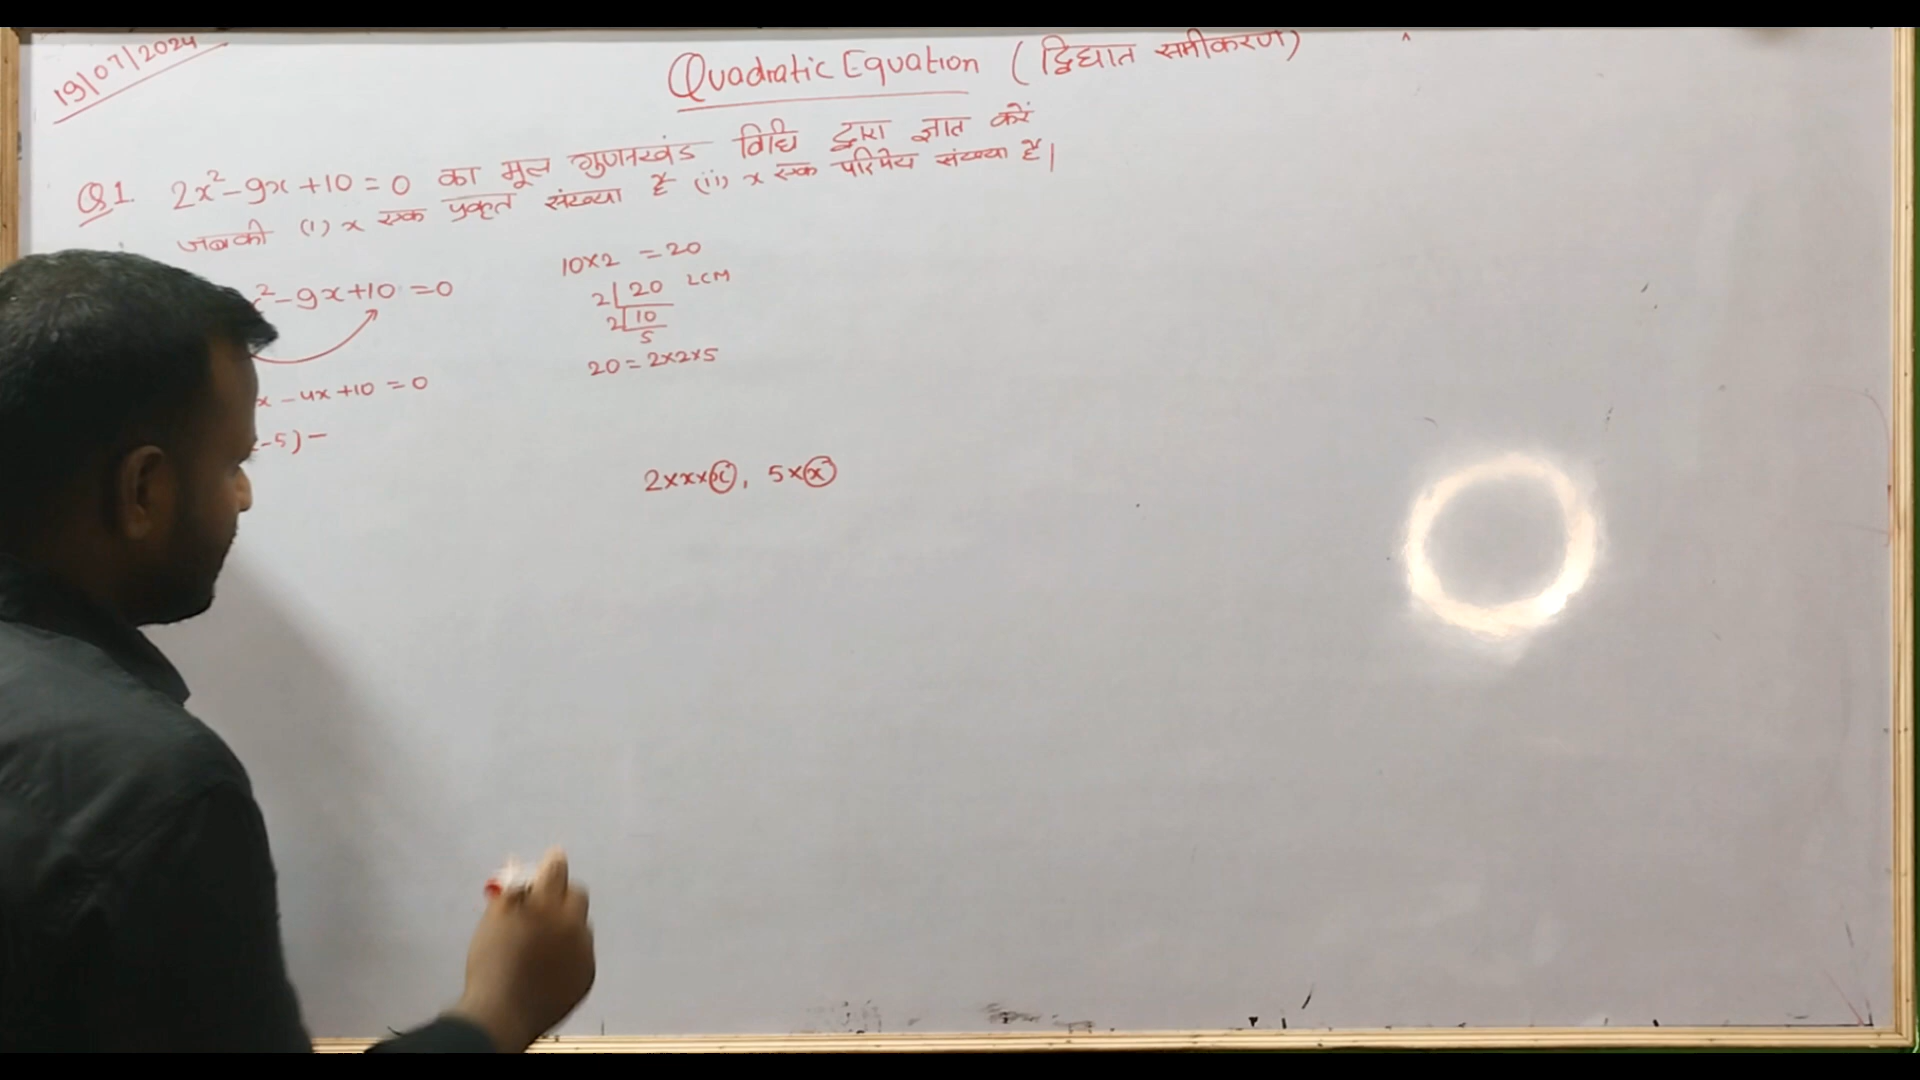 19/07/2024
Quadratic Equation (द्विघात समीकरण)
Q1. 2x²-9x+10=0 का मूल गुणनखंड विधि द्वारा ज्ञात करें
जबकी (i) x एक प्रकृत संख्या है (ii) x एक परिमेय संख्या है।
²-9x+10=0
x-4x+10=0
-5)-
10×2 =20
2|20 LCM
2|10
5
20=2×2×5
2×x×x, 5×x